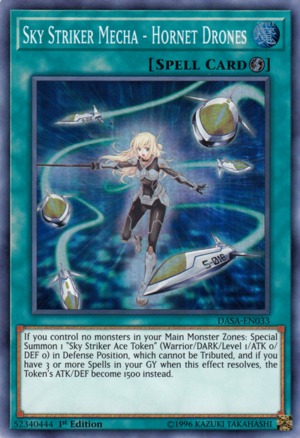 Sky Striker Mecha - Hornet Drones
[Spell Card]
S-018
DASA-EN033
If you control no monsters in your Main Monster Zones: Special
Summon 1 "Sky Striker Ace Token" (Warrior/DARK/Level 1/ATK 0/
DEF 0) in Defense Position, which cannot be Tributed, and if you
have 3 or more Spells in your GY when this effect resolves, the
Token's ATK/DEF become 1500 instead.
52340444 1st Edition ©1996 KAZUKI TAKAHASHI